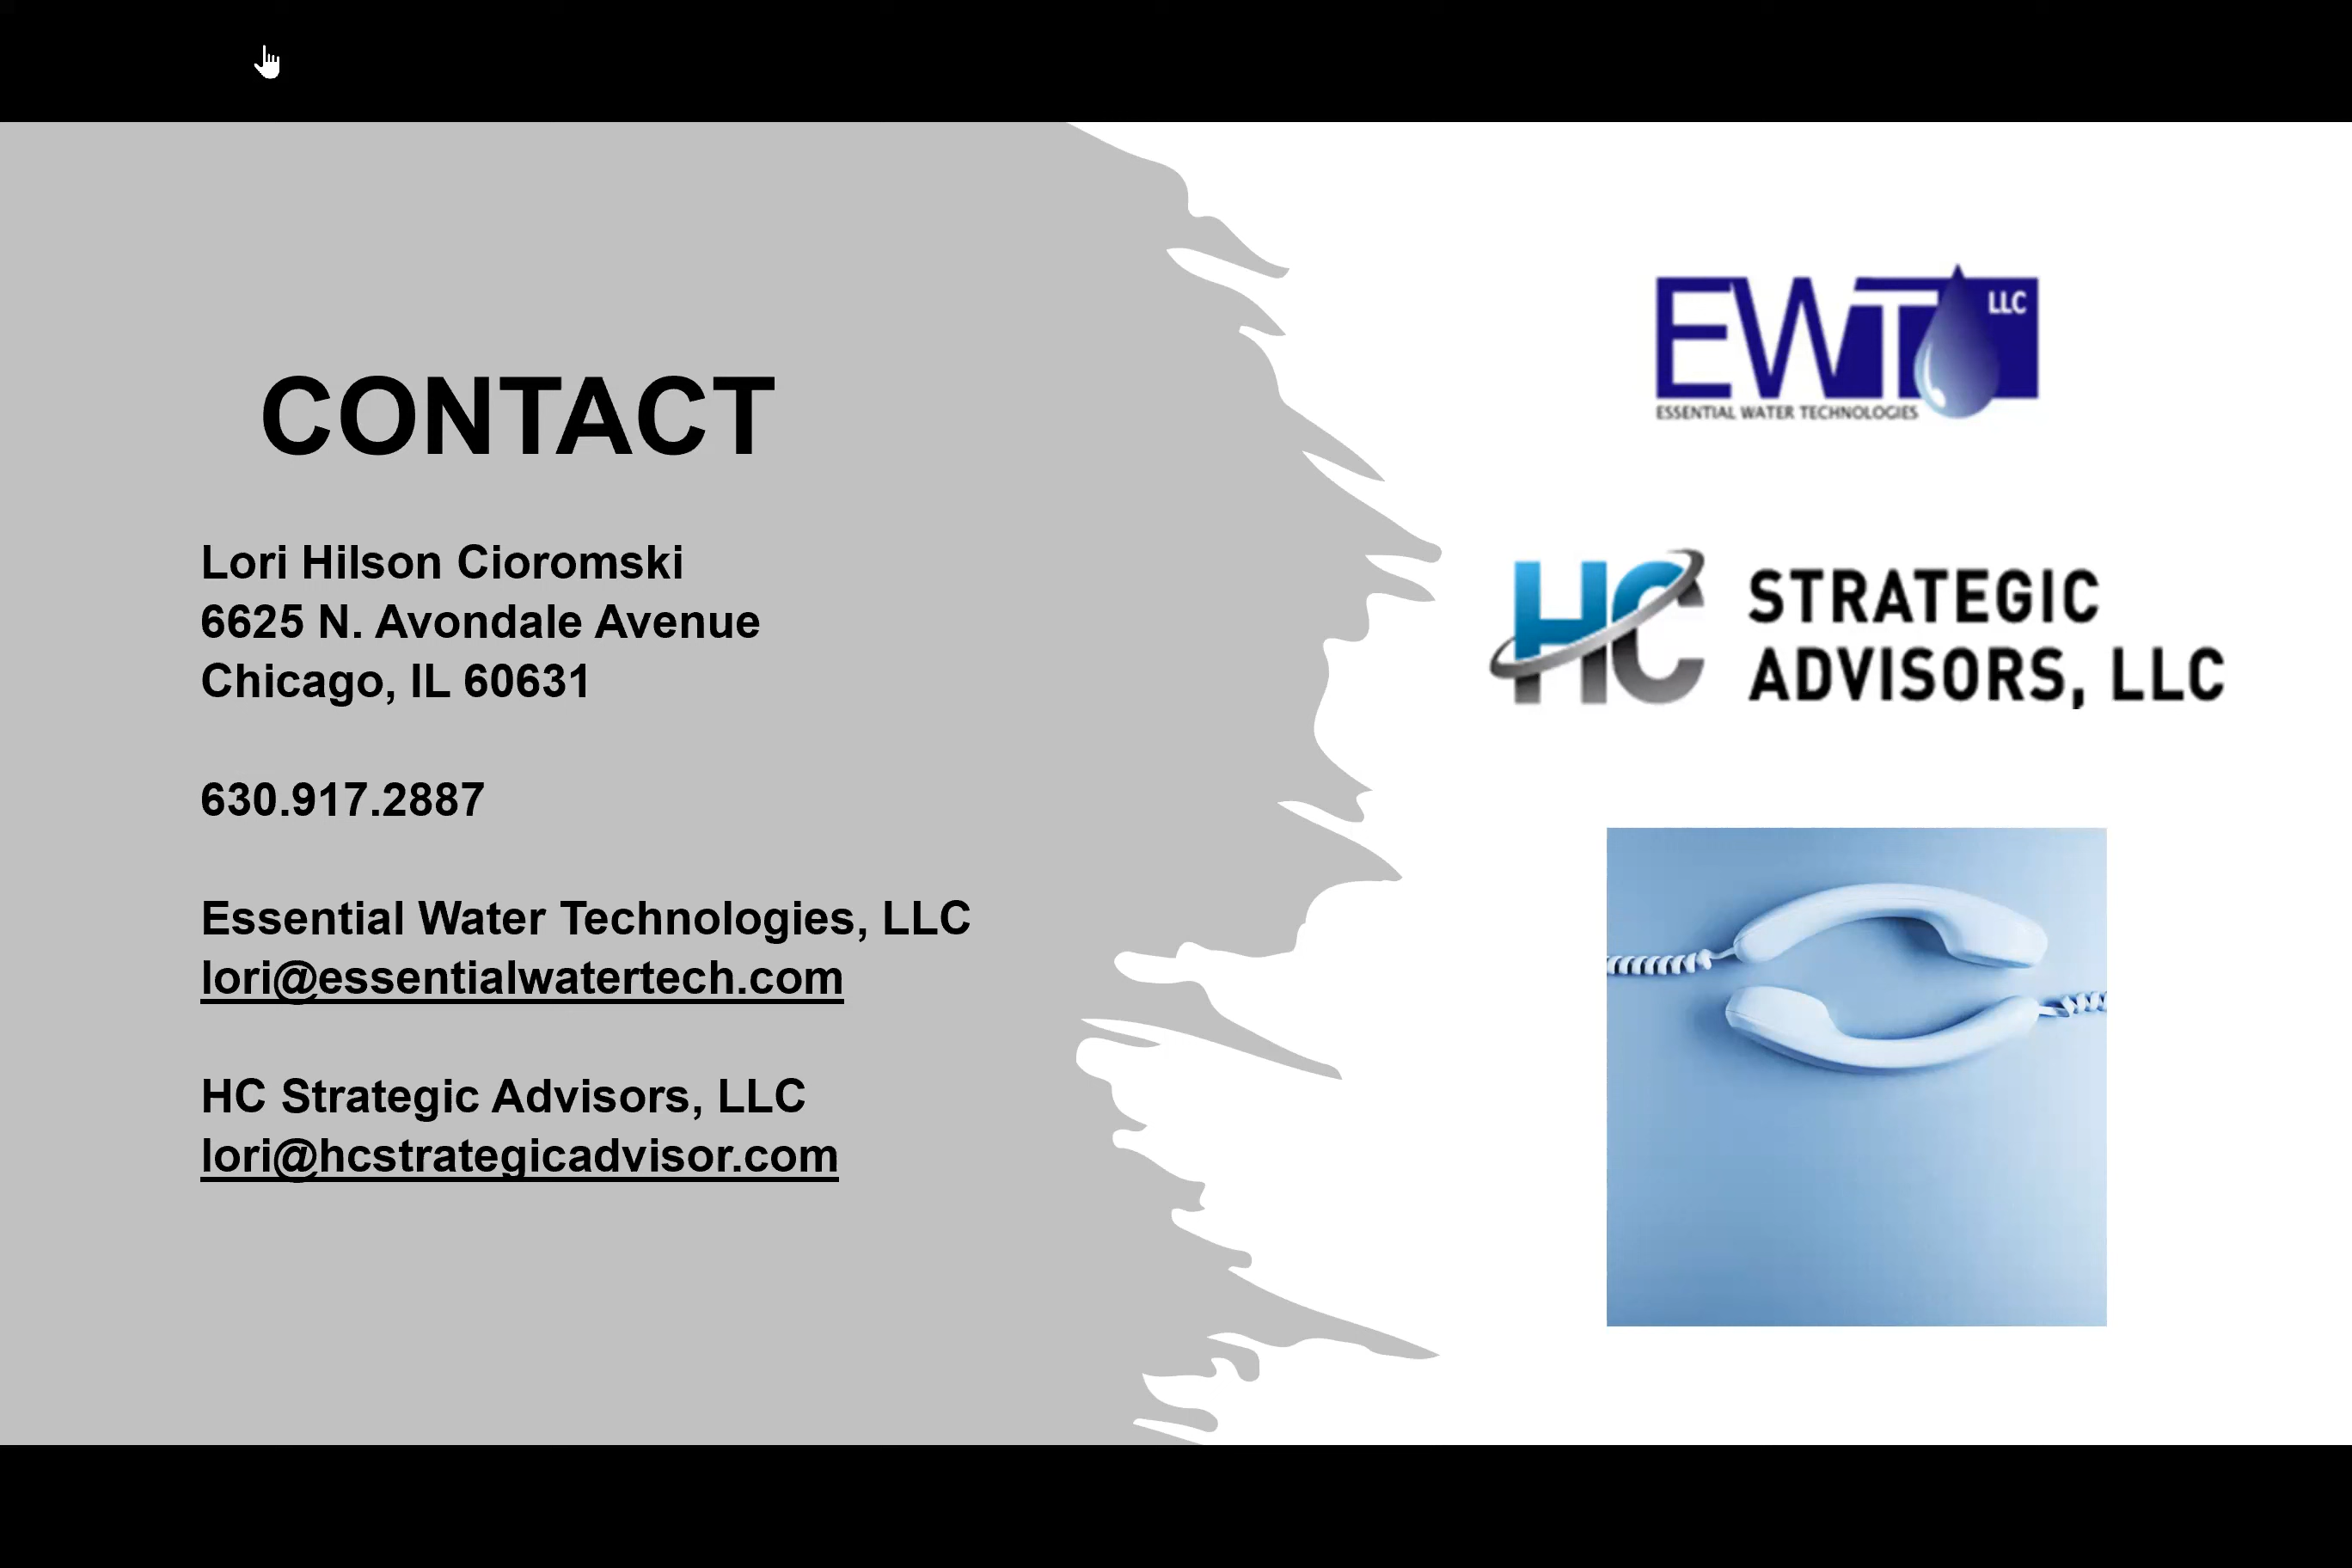 CONTACT
Lori Hilson Cioromski
6625 N. Avondale Avenue
Chicago, IL 60631
630.917.2887
Essential Water Technologies, LLC
lori@essentialwatertech.com
HC Strategic Advisors, LLC
lori@hcstrategicadvisor.com
EWT LLC
ESSENTIAL WATER TECHNOLOGIES
HC STRATEGIC
ADVISORS, LLC